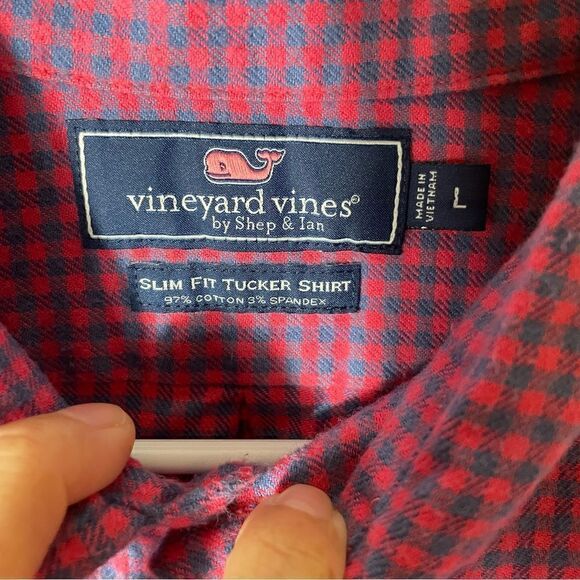 vineyard vines®
by Shep & Ian
MADE IN
VIETNAM
L
SLIM FIT TUCKER SHIRT
97% COTTON 3% SPANDEX